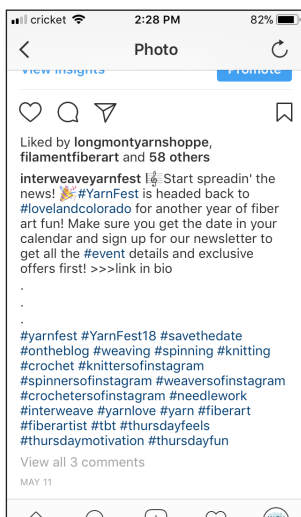 cricket 2:28 PM 82%
Photo
View Insights Promote
Liked by longmontyarnshoppe,
filamentfiberart and 58 others
interweaveyarnfest 🎼Start spreadin' the
news! 🎉#YarnFest is headed back to
#lovelandcolorado for another year of fiber
art fun! Make sure you get the date in your
calendar and sign up for our newsletter to
get all the #event details and exclusive
offers first! >>>link in bio
.
.
.
#yarnfest #YarnFest18 #savethedate
#ontheblog #weaving #spinning #knitting
#crochet #knittersofinstagram
#spinnersofinstagram #weaversofinstagram
#crochetersofinstagram #needlework
#interweave #yarnlove #yarn #fiberart
#fiberartist #tbt #thursdayfeels
#thursdaymotivation #thursdayfun
View all 3 comments
MAY 11